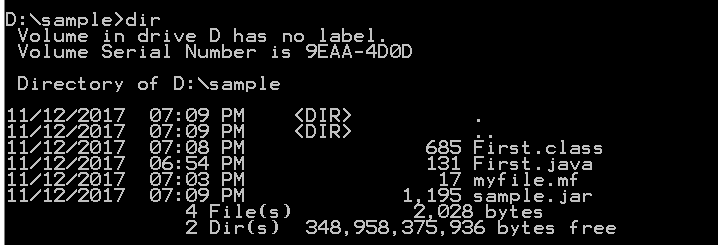 D:\sample>dir
 Volume in drive D has no label.
 Volume Serial Number is 9EAA-4D0D

 Directory of D:\sample

11/12/2017  07:09 PM    <DIR>          .
11/12/2017  07:09 PM    <DIR>          ..
11/12/2017  07:08 PM               685 First.class
11/12/2017  06:54 PM               131 First.java
11/12/2017  07:03 PM                17 myfile.mf
11/12/2017  07:09 PM             1,195 sample.jar
               4 File(s)          2,028 bytes
               2 Dir(s)  348,958,375,936 bytes free